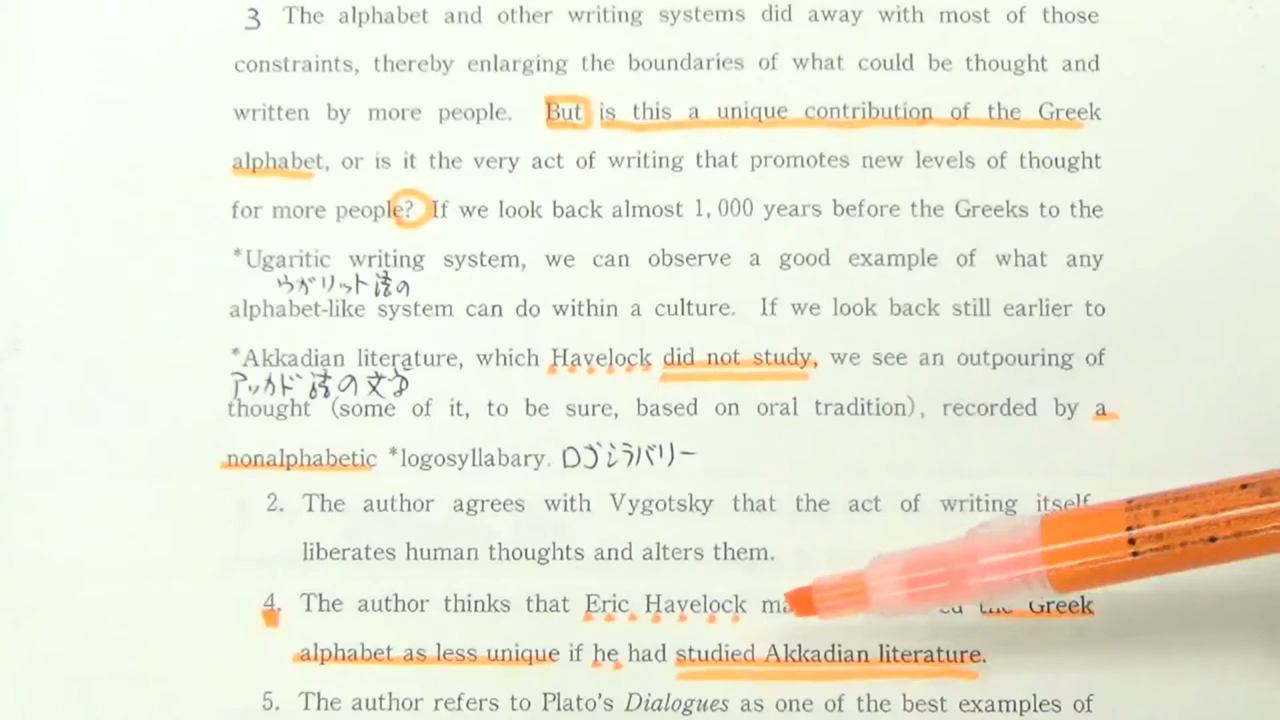 3 The alphabet and other writing systems did away with most of those
constraints, thereby enlarging the boundaries of what could be thought and
written by more people. But is this a unique contribution of the Greek
alphabet, or is it the very act of writing that promotes new levels of thought
for more people? If we look back almost 1,000 years before the Greeks to the
*Ugaritic writing system, we can observe a good example of what any
ウガリット語の
alphabet-like system can do within a culture. If we look back still earlier to
*Akkadian literature, which Havelock did not study, we see an outpouring of
アッカド語の文字
thought (some of it, to be sure, based on oral tradition), recorded by a
nonalphabetic *logosyllabary. ロゴシラバリー
2. The author agrees with Vygotsky that the act of writing itself
liberates human thoughts and alters them.
4. The author thinks that Eric Havelock the Greek
alphabet as less unique if he had studied Akkadian literature.
5. The author refers to Plato's Dialogues as one of the best examples of